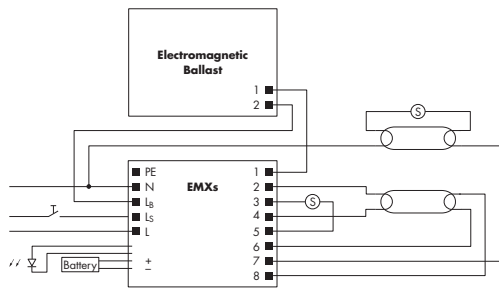 Electromagnetic
Ballast
1
2
S
PE
N
LB
LS
L
+
–
EMXs
1
2
3
4
5
6
7
8
S
Battery